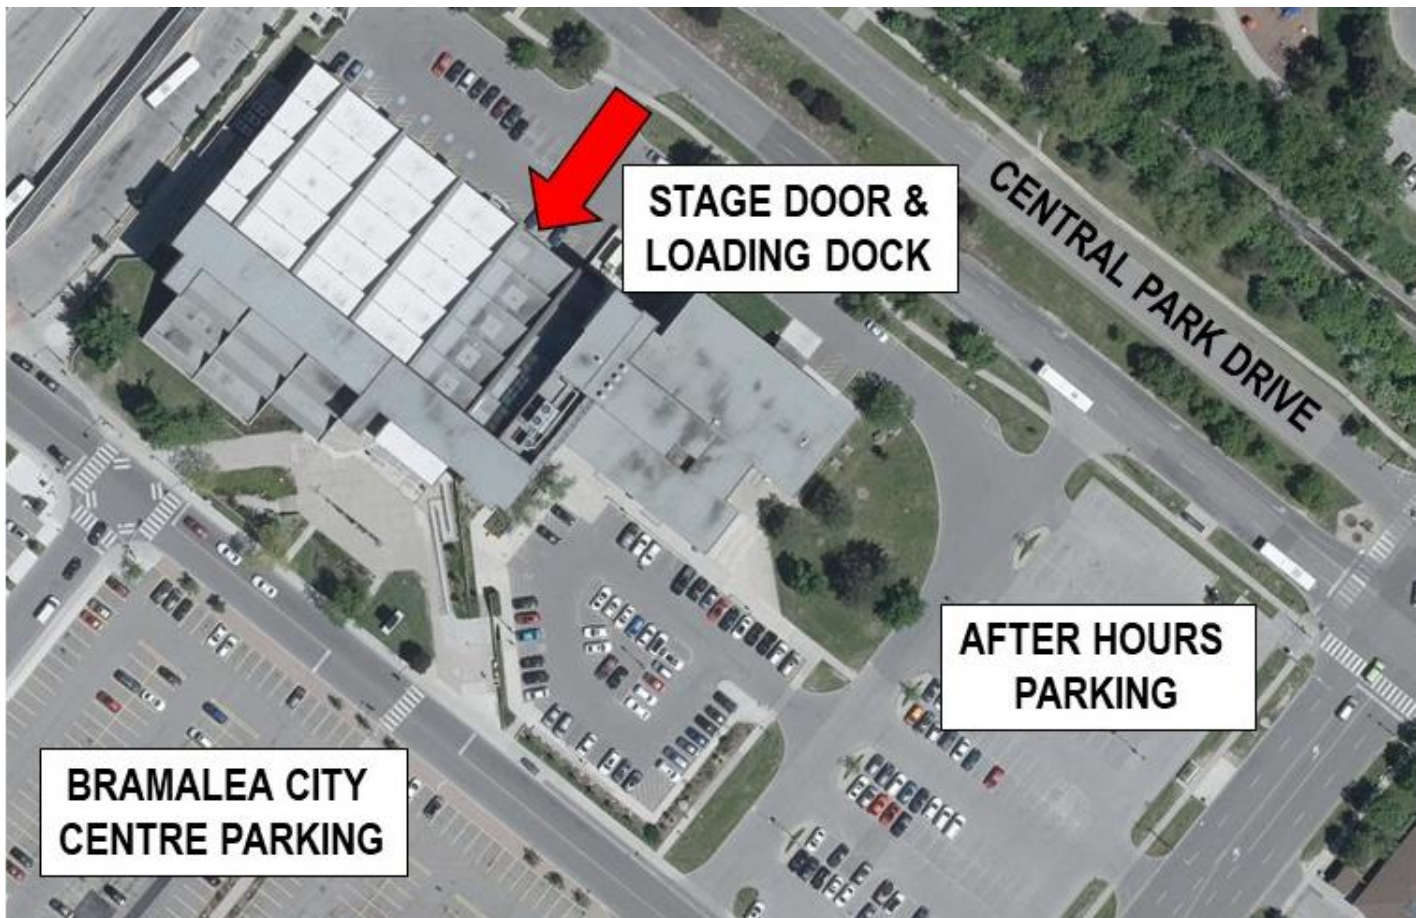 STAGE DOOR &
LOADING DOCK
CENTRAL PARK DRIVE
AFTER HOURS
PARKING
BRAMALEA CITY
CENTRE PARKING